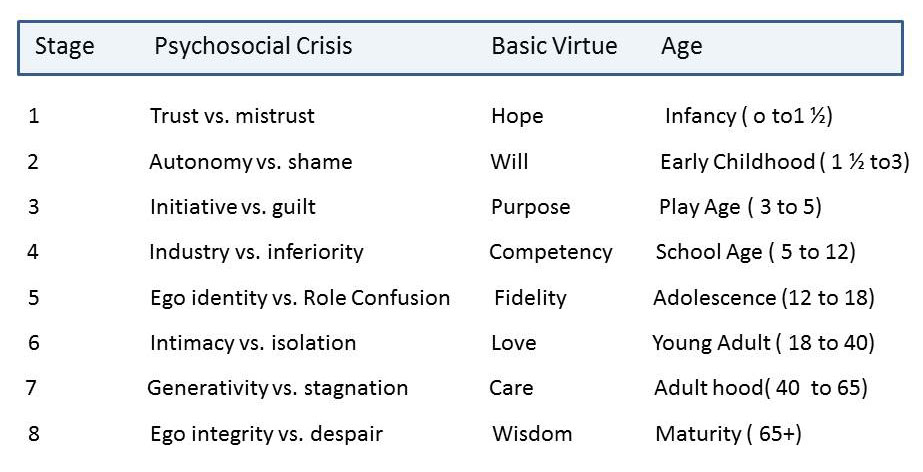 Stage Psychosocial Crisis Basic Virtue Age
1 Trust vs. mistrust Hope Infancy ( o to1 ½)
2 Autonomy vs. shame Will Early Childhood ( 1 ½ to3)
3 Initiative vs. guilt Purpose Play Age ( 3 to 5)
4 Industry vs. inferiority Competency School Age ( 5 to 12)
5 Ego identity vs. Role Confusion Fidelity Adolescence (12 to 18)
6 Intimacy vs. isolation Love Young Adult ( 18 to 40)
7 Generativity vs. stagnation Care Adult hood( 40 to 65)
8 Ego integrity vs. despair Wisdom Maturity ( 65+)